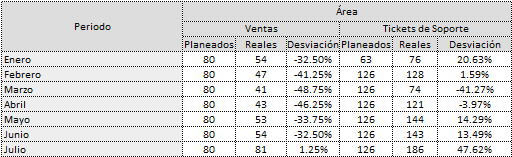 Periodo Área
Ventas Tickets de Soporte
Planeados Reales Desviación Planeados Reales Desviación
Enero 80 54 -32.50% 63 76 20.63%
Febrero 80 47 -41.25% 126 128 1.59%
Marzo 80 41 -48.75% 126 74 -41.27%
Abril 80 43 -46.25% 126 121 -3.97%
Mayo 80 53 -33.75% 126 144 14.29%
Junio 80 54 -32.50% 126 143 13.49%
Julio 80 81 1.25% 126 186 47.62%